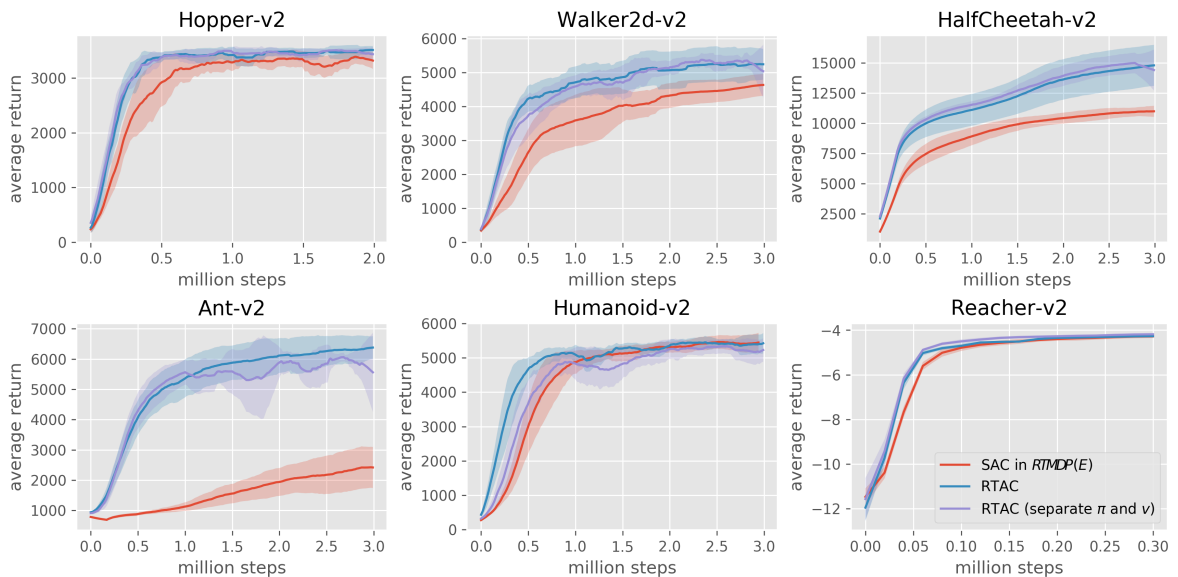 Hopper-v2
average return
3000
2000
1000
0
0.0 0.5 1.0 1.5 2.0
million steps
Walker2d-v2
average return
6000
5000
4000
3000
2000
1000
0
0.0 0.5 1.0 1.5 2.0 2.5 3.0
million steps
HalfCheetah-v2
average return
15000
12500
10000
7500
5000
2500
0.0 0.5 1.0 1.5 2.0 2.5 3.0
million steps
Ant-v2
average return
7000
6000
5000
4000
3000
2000
1000
0.0 0.5 1.0 1.5 2.0 2.5 3.0
million steps
Humanoid-v2
average return
6000
5000
4000
3000
2000
1000
0
0.0 0.5 1.0 1.5 2.0 2.5 3.0
million steps
Reacher-v2
average return
−4
−6
−8
−10
−12
SAC in RTMDP(E)
RTAC
RTAC (separate π and v)
0.00 0.05 0.10 0.15 0.20 0.25 0.30
million steps